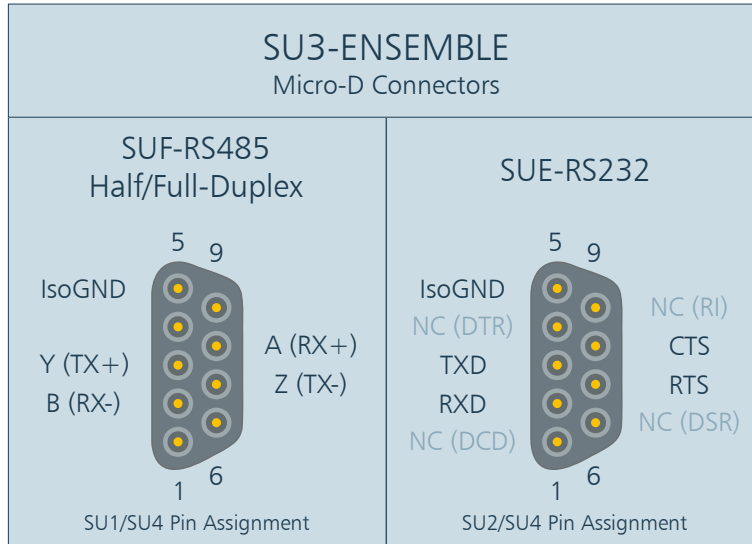 SU3-ENSEMBLE
Micro-D Connectors
SUF-RS485
Half/Full-Duplex
5
9
IsoGND
A (RX+)
Y (TX+)
Z (TX-)
B (RX-)
6
1
SU1/SU4 Pin Assignment
SUE-RS232
5
9
IsoGND
NC (RI)
NC (DTR)
CTS
TXD
RTS
RXD
NC (DSR)
NC (DCD)
6
1
SU2/SU4 Pin Assignment